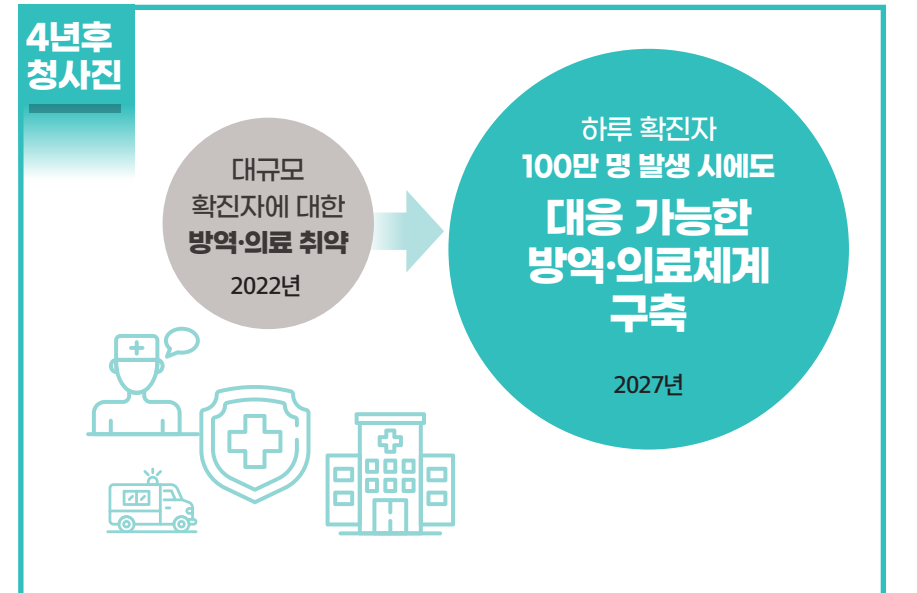 4년후
청사진
대규모
확진자에 대한
방역·의료 취약
2022년
하루 확진자
100만 명 발생 시에도
대응 가능한
방역·의료체계
구축
2027년